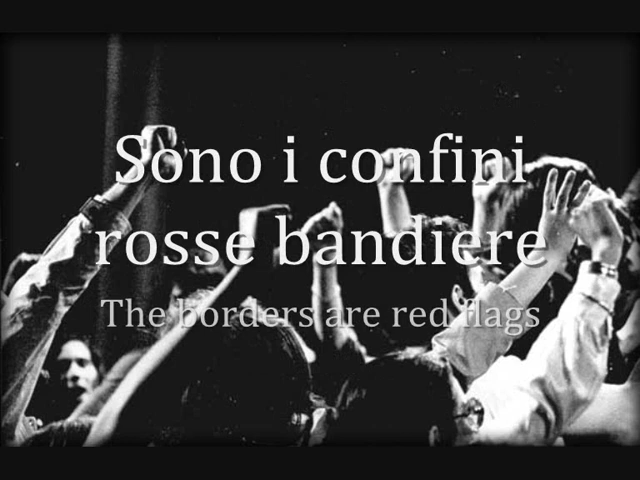 Sono i confini
rosse bandiere
The borders are red flags